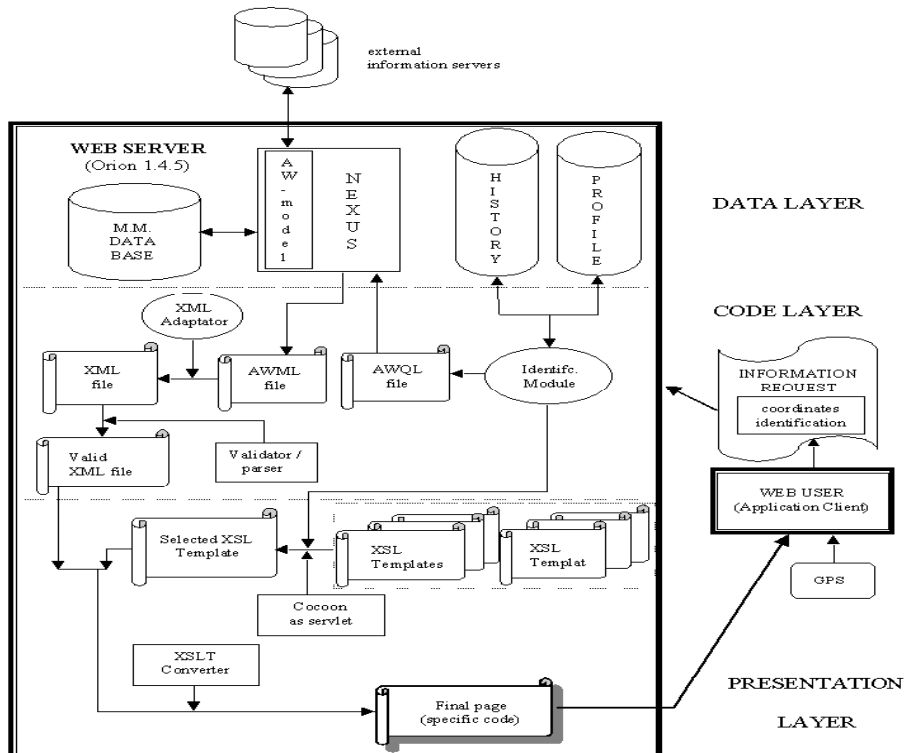 external
information servers
WEB SERVER
(Orion 1.4.5)
AW-model
NEXUS
HISTORY
PROFILE
M.M.
DATA
BASE
DATA LAYER
XML
Adaptator
CODE LAYER
XML
file
AWML
file
AWQL
file
Identifc.
Module
INFORMATION
REQUEST
coordinates
identification
Valid
XML file
Validator /
parser
WEB USER
(Application Client)
Selected XSL
Template
XSL
Templates
XSL
Templat
GPS
Cocoon
as servlet
XSLT
Converter
Final page
(specific code)
PRESENTATION
LAYER